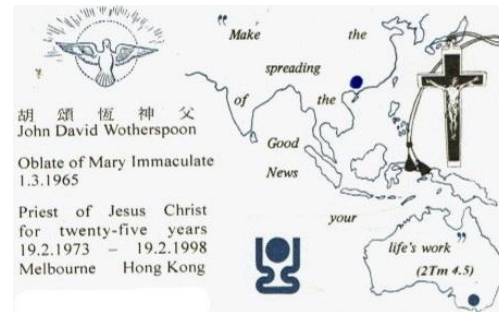 胡 頌 恆 神 父
John David Wotherspoon
Oblate of Mary Immaculate
1.3.1965
Priest of Jesus Christ
for twenty-five years
19.2.1973 – 19.2.1998
Melbourne Hong Kong
“Make the
spreading
of the
Good
News
your
life's work”
(2Tm 4.5)